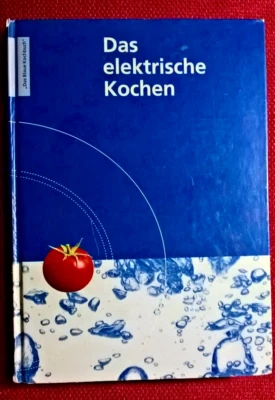 Das
elektrische
Kochen
„Das Blaue Kochbuch"